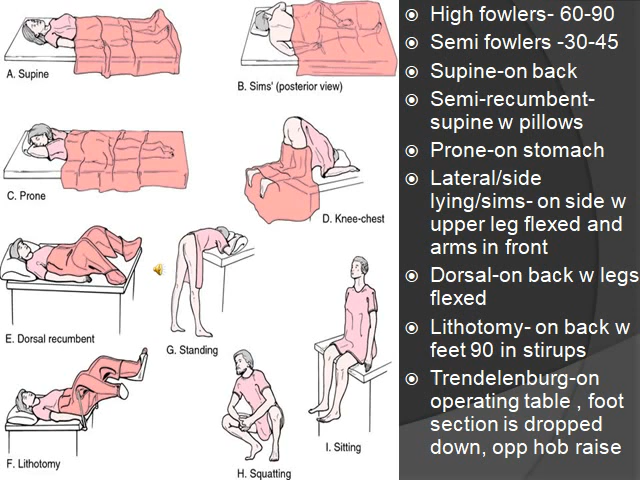 A. Supine
B. Sims' (posterior view)
C. Prone
D. Knee-chest
E. Dorsal recumbent
G. Standing
I. Sitting
F. Lithotomy
H. Squatting
High fowlers- 60-90
Semi fowlers -30-45
Supine-on back
Semi-recumbent-
supine w pillows
Prone-on stomach
Lateral/side
lying/sims- on side w
upper leg flexed and
arms in front
Dorsal-on back w legs
flexed
Lithotomy- on back w
feet 90 in stirups
Trendelenburg-on
operating table , foot
section is dropped
down, opp hob raise